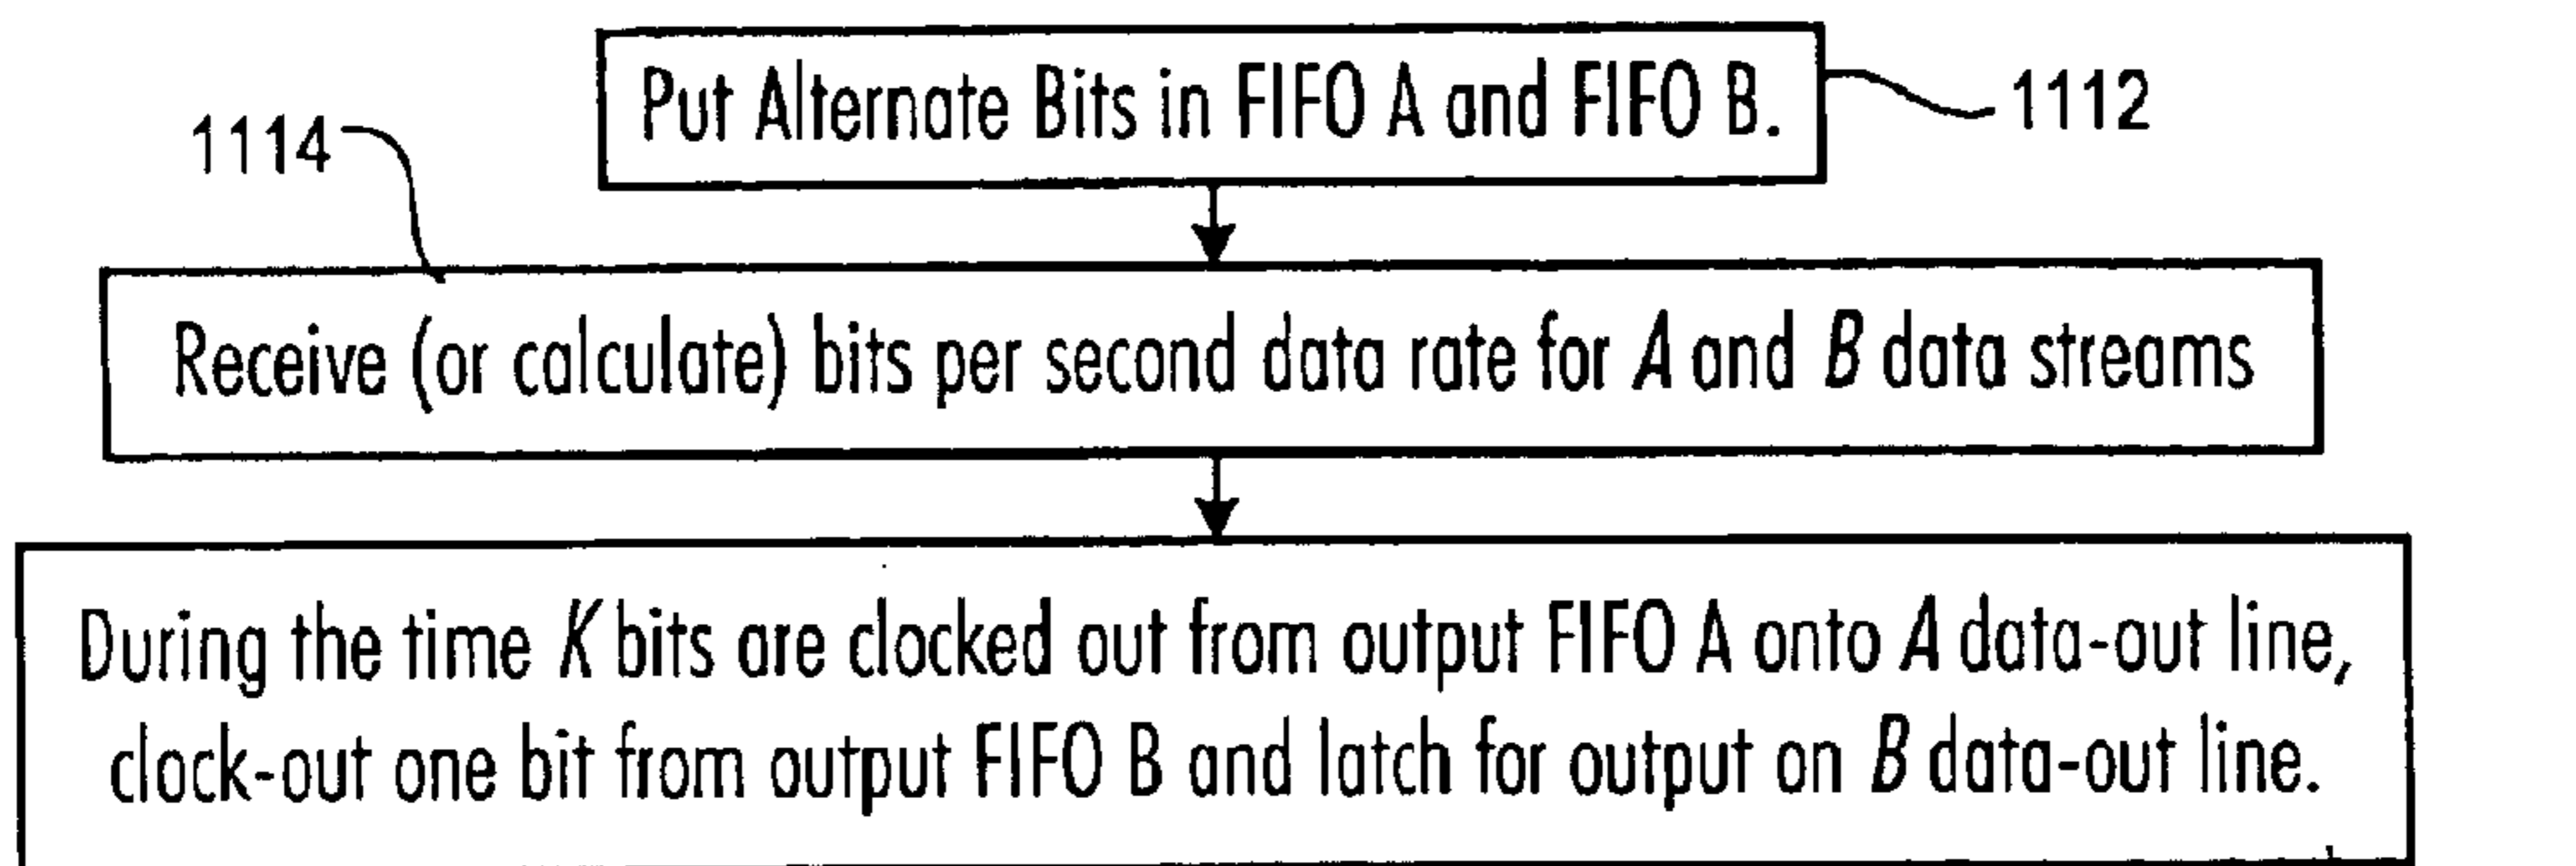 Put Alternate Bits in FIFO A and FIFO B.
1112
1114
Receive (or calculate) bits per second data rate for A and B data streams
During the time K bits are clocked out from output FIFO A onto A data-out line,
clock-out one bit from output FIFO B and latch for output on B data-out line.